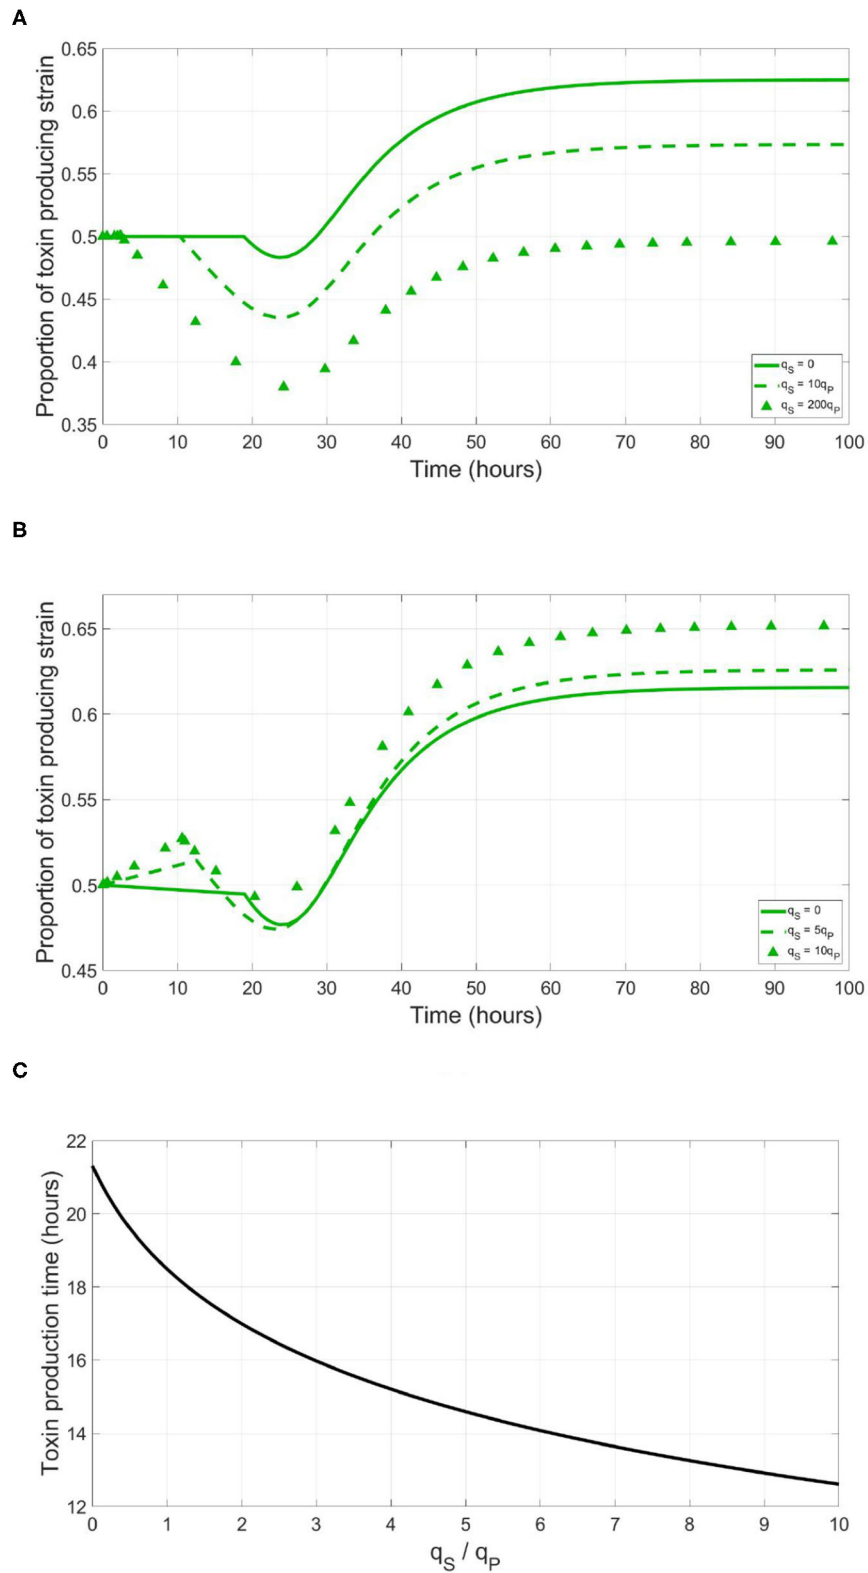 A
Proportion of toxin producing strain
0.65
0.6
0.55
0.5
0.45
0.4
0.35
qS = 0
qS = 10qP
qS = 200qP
0 10 20 30 40 50 60 70 80 90 100
Time (hours)
B
Proportion of toxin producing strain
0.65
0.6
0.55
0.5
0.45
qS = 0
qS = 5qP
qS = 10qP
0 10 20 30 40 50 60 70 80 90 100
Time (hours)
C
Toxin production time (hours)
22
20
18
16
14
12
0 1 2 3 4 5 6 7 8 9 10
qS / qP